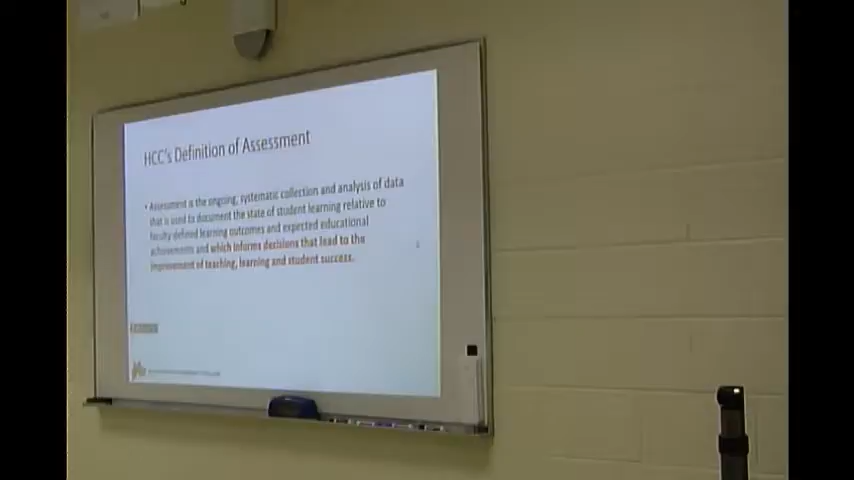 HCC's Definition of Assessment
• Assessment is the ongoing, systematic collection and analysis of data
that is used to document the state of student learning relative to
faculty-defined learning outcomes and expected educational
achievements and which informs decisions that lead to the
improvement of teaching, learning and student success.